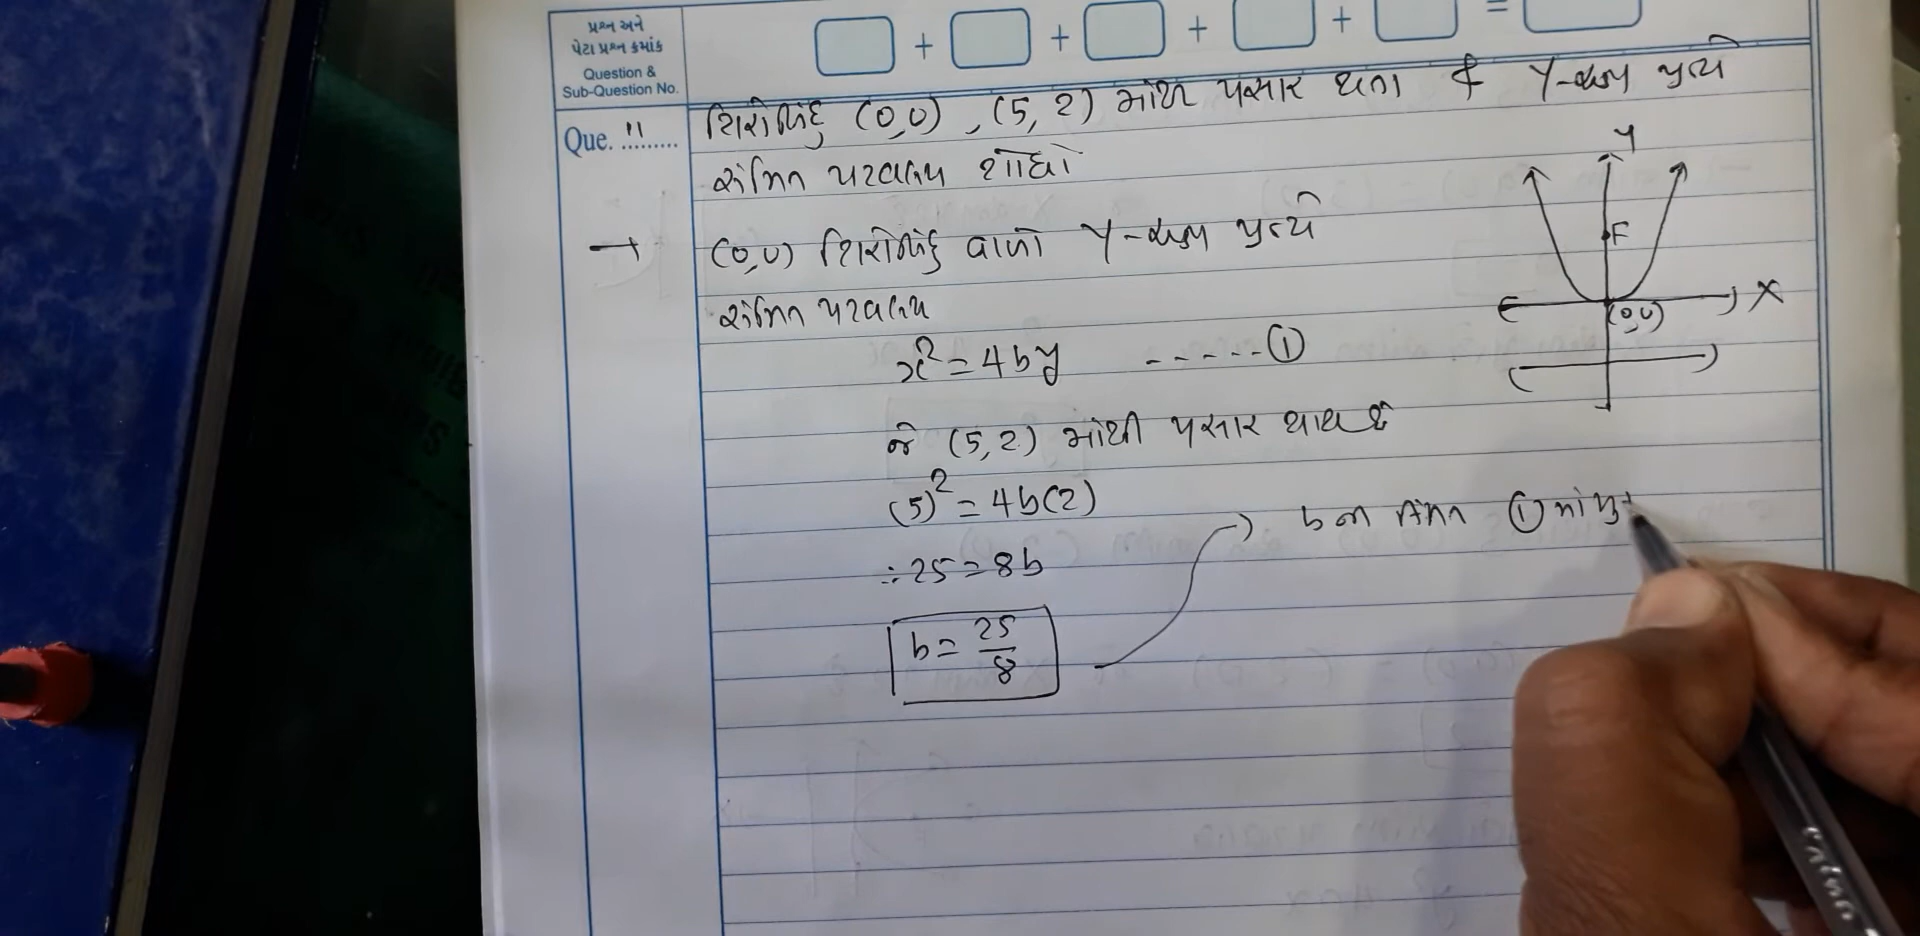 પ્રશ્ન અને
પેટા પ્રશ્ન ક્રમાંક
Question &
Sub-Question No.
+ + + + =
Que. 11
શિરોબિંદુ (0,0), (5, 2) માંથી પસાર થતા ને Y-અક્ષ પ્રત્યે
સંમિત પરવલય શોધો
→ (0,0) શિરોબિંદુ વાળો Y-અક્ષ પ્રત્યે
સંમિત પરવલય
x² = 4by ----- ①
જે (5,2) માંથી પસાર થાય છે
(5)² = 4b(2)
∴ 25 = 8b
b = 25/8
→ b ની કિંમત ① માં
Y
F
X
(0,0)